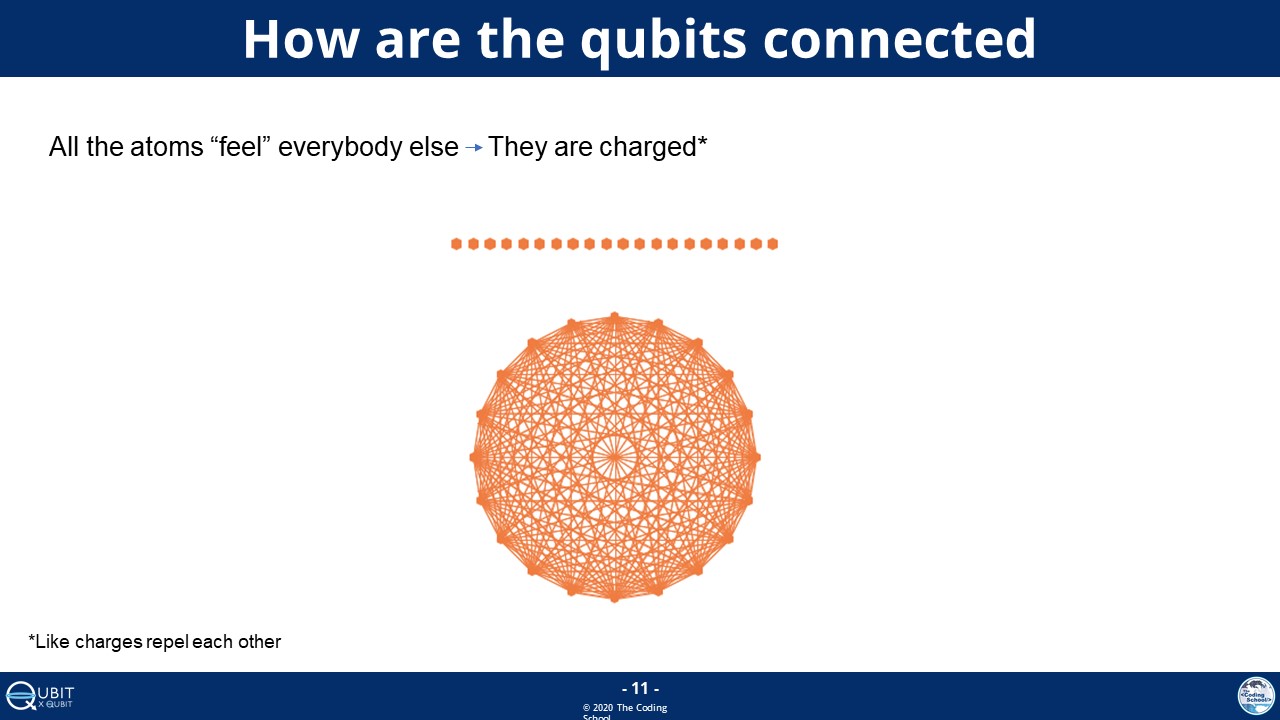 How are the qubits connected
All the atoms “feel” everybody else → They are charged*
*Like charges repel each other
QUBIT
X QUBIT
- 11 -
© 2020 The Coding
School
The
<Coding
School>